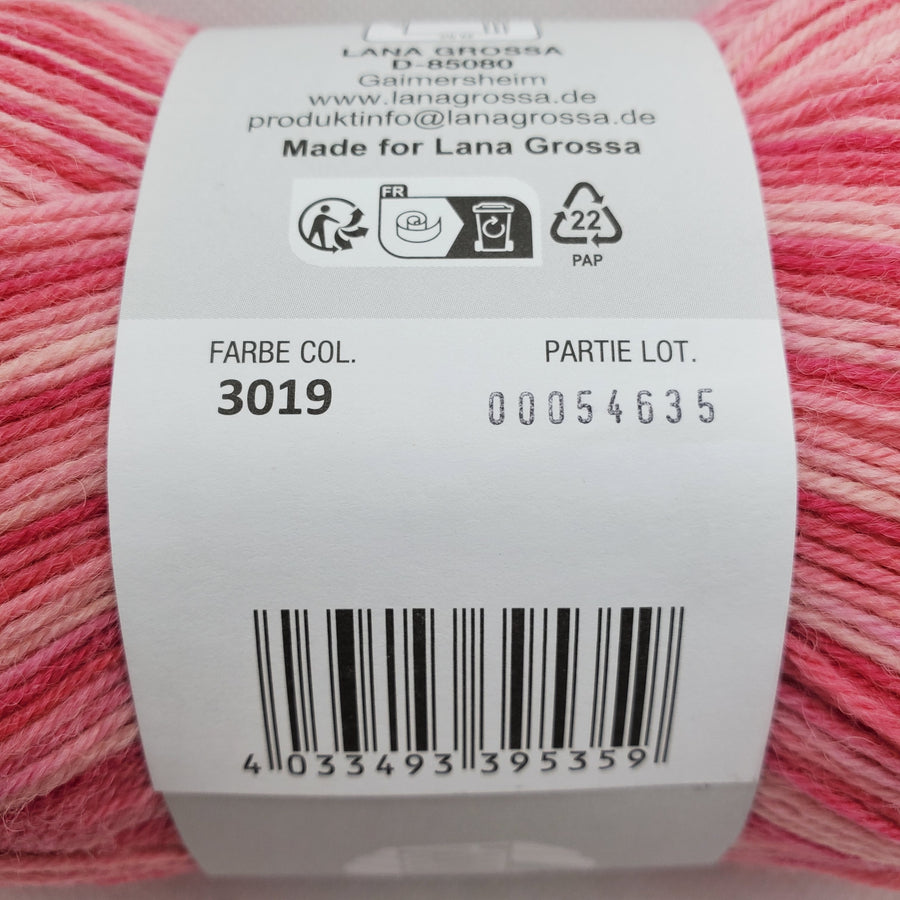 LANA GROSSA
D-85080
Gaimersheim
www.lanagrossa.de
produktinfo@lanagrossa.de
Made for Lana Grossa
FR
22
PAP
FARBE COL. PARTIE LOT.
3019 00054635
4 033493 395359